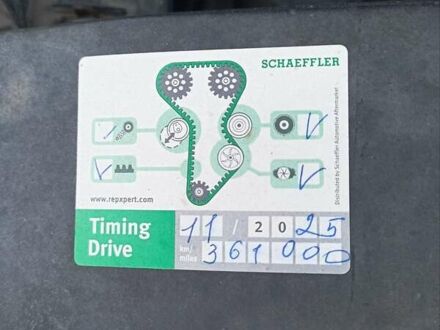 SCHAEFFLER
V
V
V
Distributed by Schaeffler Automotive Aftermarket
www.repxpert.com
Timing Drive
11 / 2025
km/miles 361 000